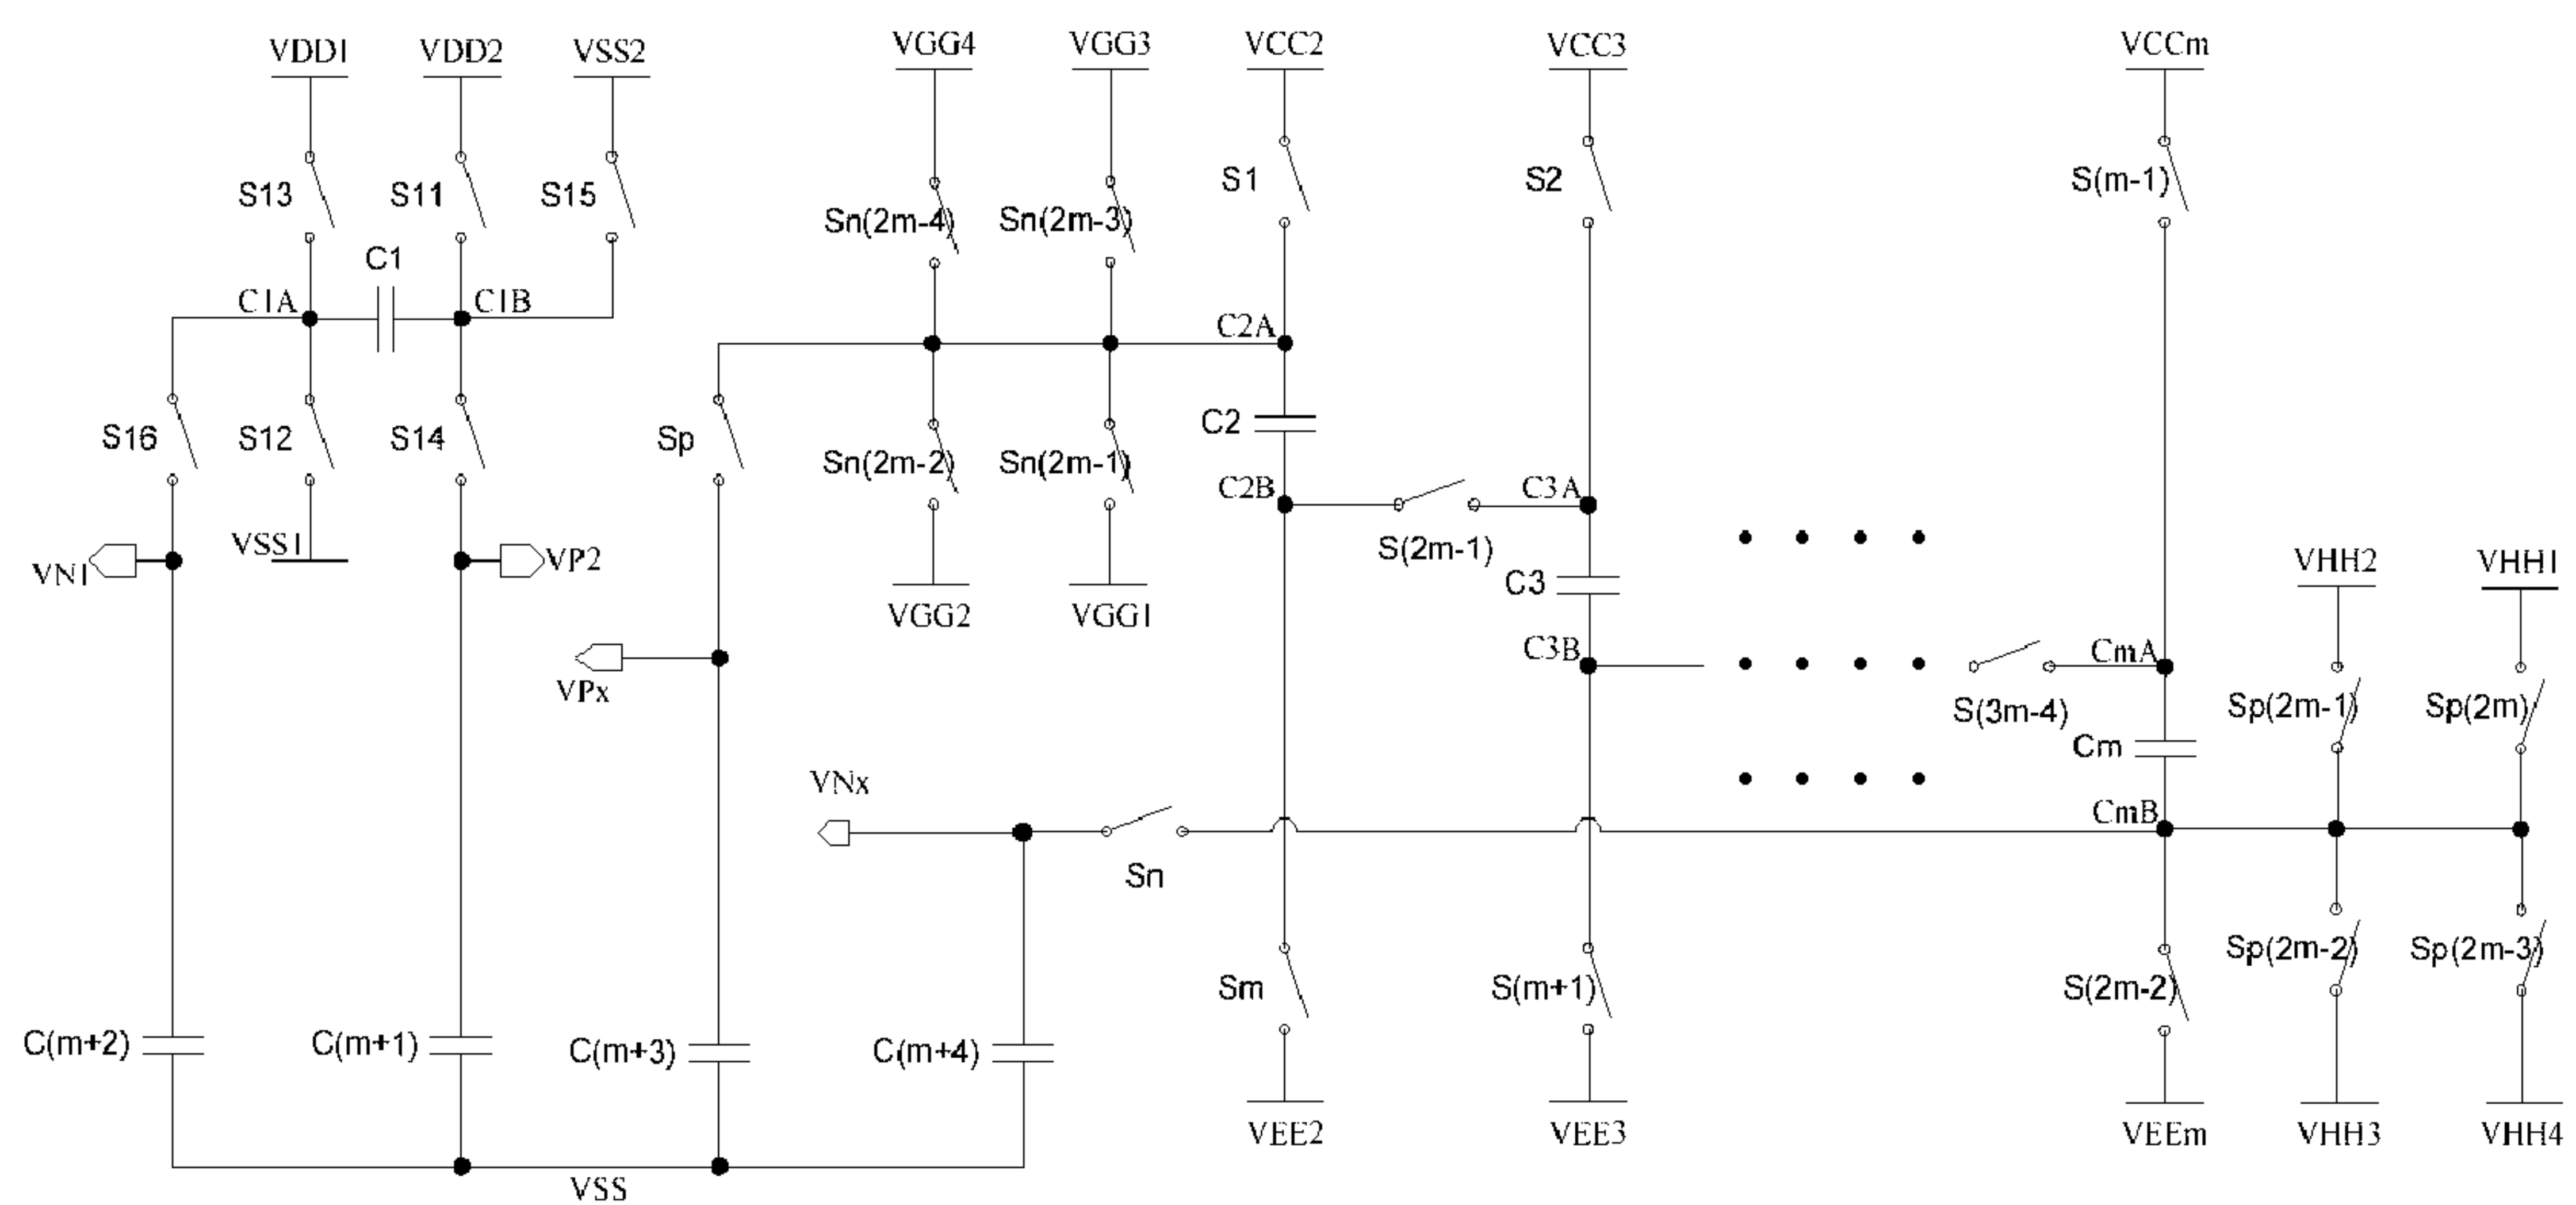 VDD1 VDD2 VSS2 VGG4 VGG3 VCC2 VCC3 VCCm
S13 S11 S15 Sn(2m-4) Sn(2m-3) S1 S2 S(m-1)
C1
C1A C1B C2A
S16 S12 S14 Sp Sn(2m-2) Sn(2m-1) C2
C2B C3A
VN1 VSS1 VP2 S(2m-1) VHH2 VHH1
VGG2 VGG1 C3
VPx C3B CmA
S(3m-4) Sp(2m-1) Sp(2m)
Cm
VNx CmB
Sn
Sm S(m+1) S(2m-2) Sp(2m-2) Sp(2m-3)
C(m+2) C(m+1) C(m+3) C(m+4)
VEE2 VEE3 VEEm VHH3 VHH4
VSS